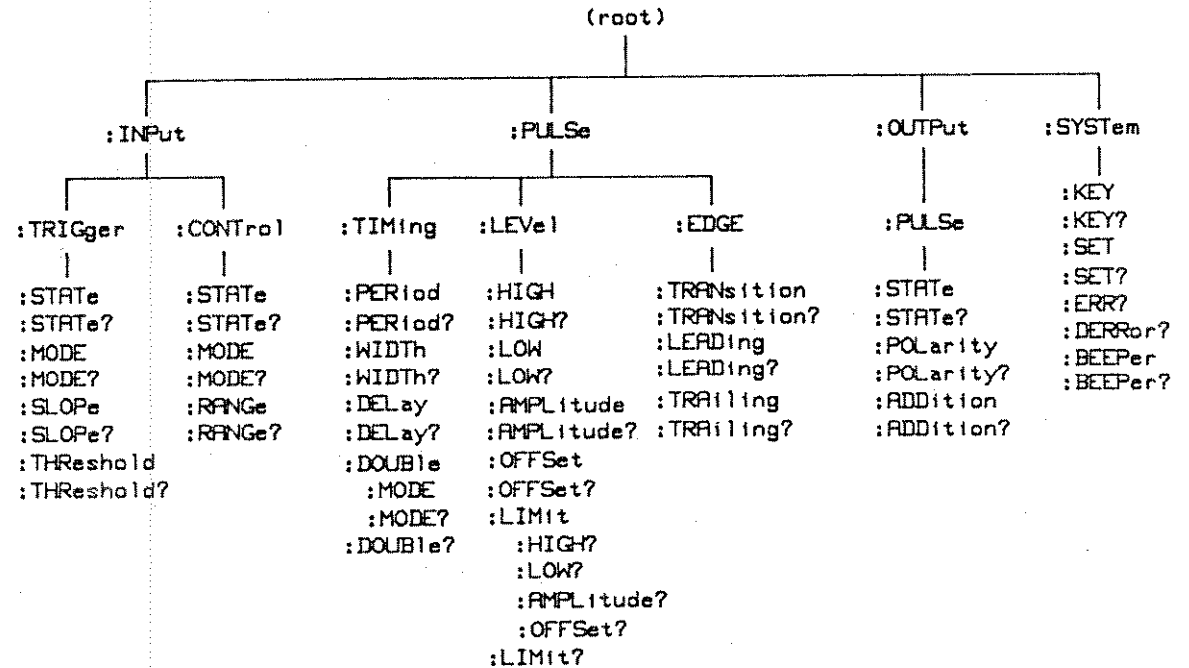 (root)
:INPut :PULSe :OUTPut :SYSTem
:TRIGger :CONTrol :TIMing :LEVel :EDGE :PULSe
:STATe
:STATe?
:MODE
:MODE?
:SLOPe
:SLOPe?
:THReshold
:THReshold?
:STATe
:STATe?
:MODE
:MODE?
:RANGe
:RANGe?
:PERiod
:PERiod?
:WIDTh
:WIDTh?
:DELay
:DELay?
:DOUBle
:MODE
:MODE?
:DOUBle?
:HIGH
:HIGH?
:LOW
:LOW?
:AMPLitude
:AMPLitude?
:OFFSet
:OFFSet?
:LIMit
:HIGH?
:LOW?
:AMPLitude?
:OFFSet?
:LIMit?
:TRANsition
:TRANsition?
:LEADing
:LEADing?
:TRAiling
:TRAiling?
:STATe
:STATe?
:POLarity
:POLarity?
:ADDition
:ADDition?
:KEY
:KEY?
:SET
:SET?
:ERR?
:DERRor?
:BEEPer
:BEEPer?